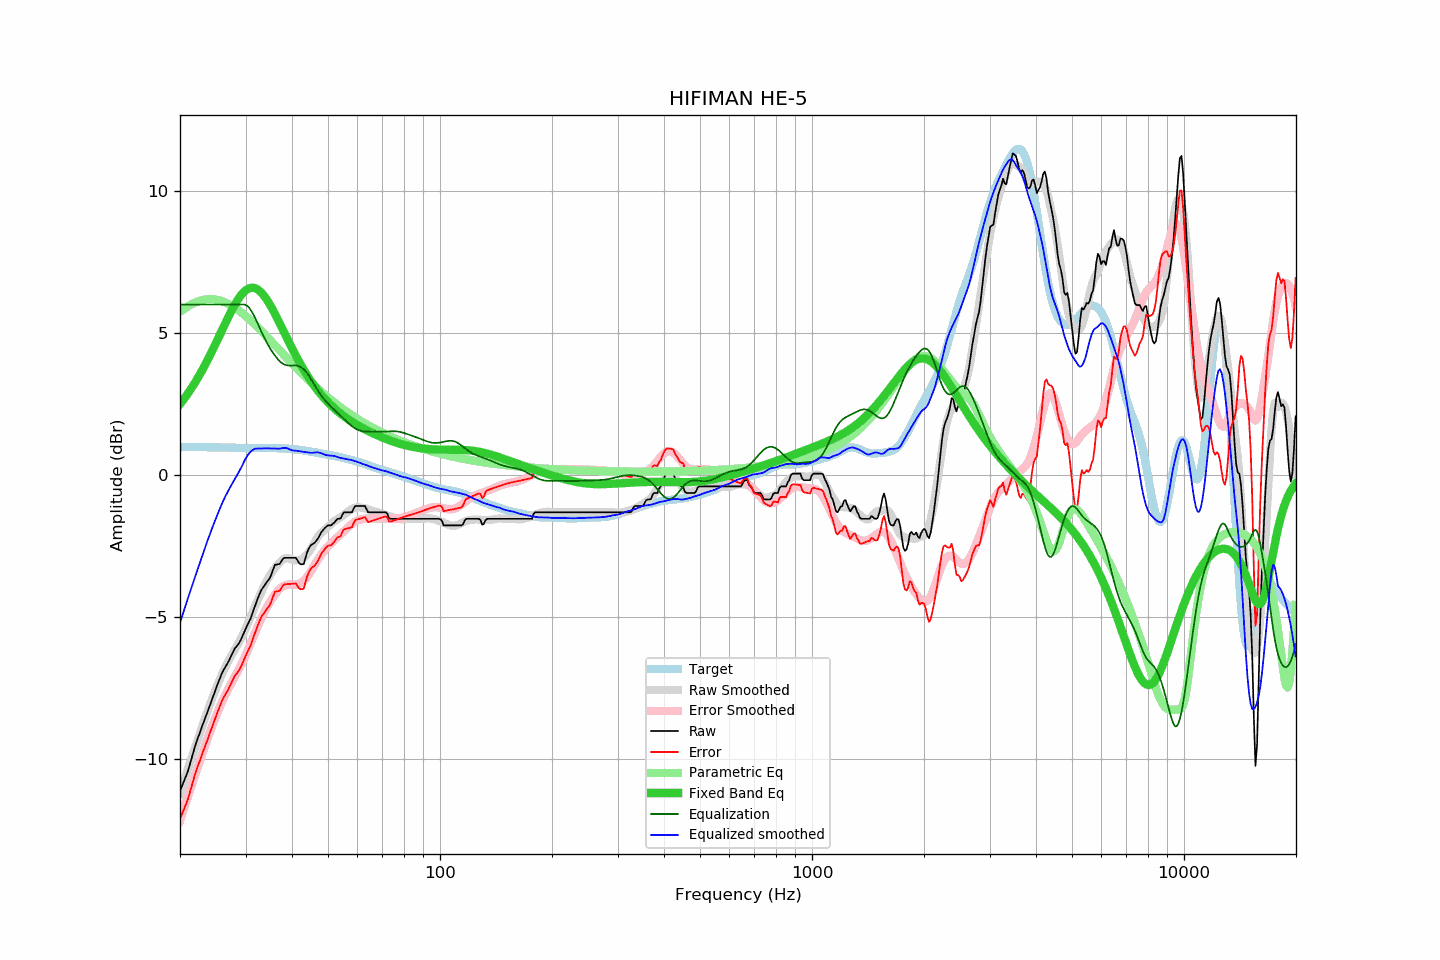 HIFIMAN HE-5
Amplitude (dBr)
10
5
0
−5
−10
Target
Raw Smoothed
Error Smoothed
Raw
Error
Parametric Eq
Fixed Band Eq
Equalization
Equalized smoothed
100
1000
10000
Frequency (Hz)